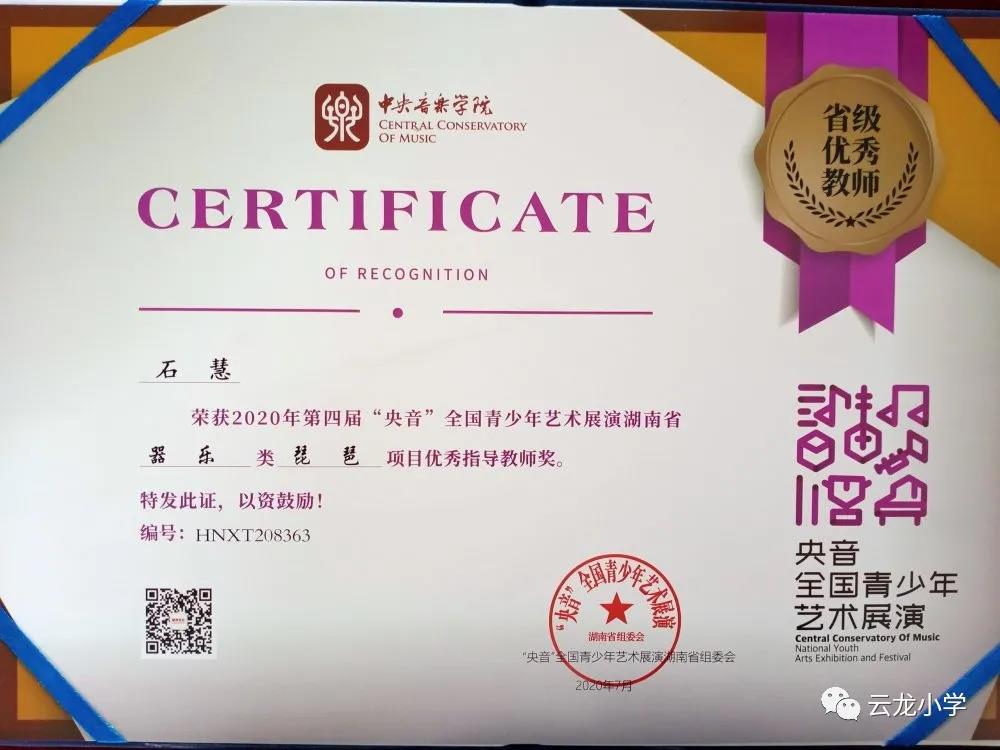 中央音乐学院
CENTRAL CONSERVATORY
OF MUSIC
省级
优秀
教师
CERTIFICATE
OF RECOGNITION
石 慧
荣获2020年第四届“央音”全国青少年艺术展演湖南省
器 乐 类 琵 琶 项目优秀指导教师奖。
特发此证，以资鼓励！
编号：HNXT208363
“央音”全国青少年艺术展演
湖南省组委会
“央音”全国青少年艺术展演湖南省组委会
2020年7月
央音
全国青少年
艺术展演
Central Conservatory Of Music
National Youth
Arts Exhibition and Festival
云龙小学